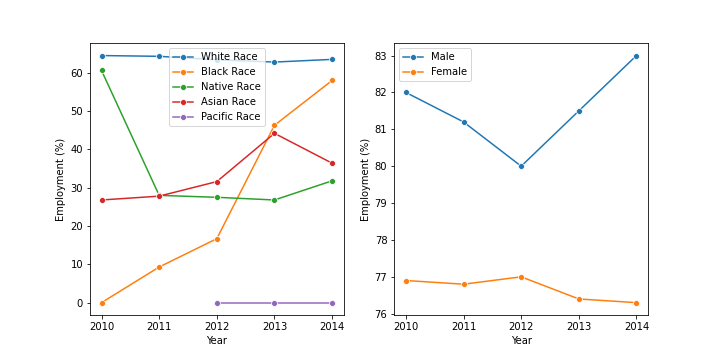 White Race
Black Race
Native Race
Asian Race
Pacific Race
Employment (%)
60
50
40
30
20
10
0
2010 2011 2012 2013 2014
Year
Male
Female
Employment (%)
83
82
81
80
79
78
77
76
2010 2011 2012 2013 2014
Year